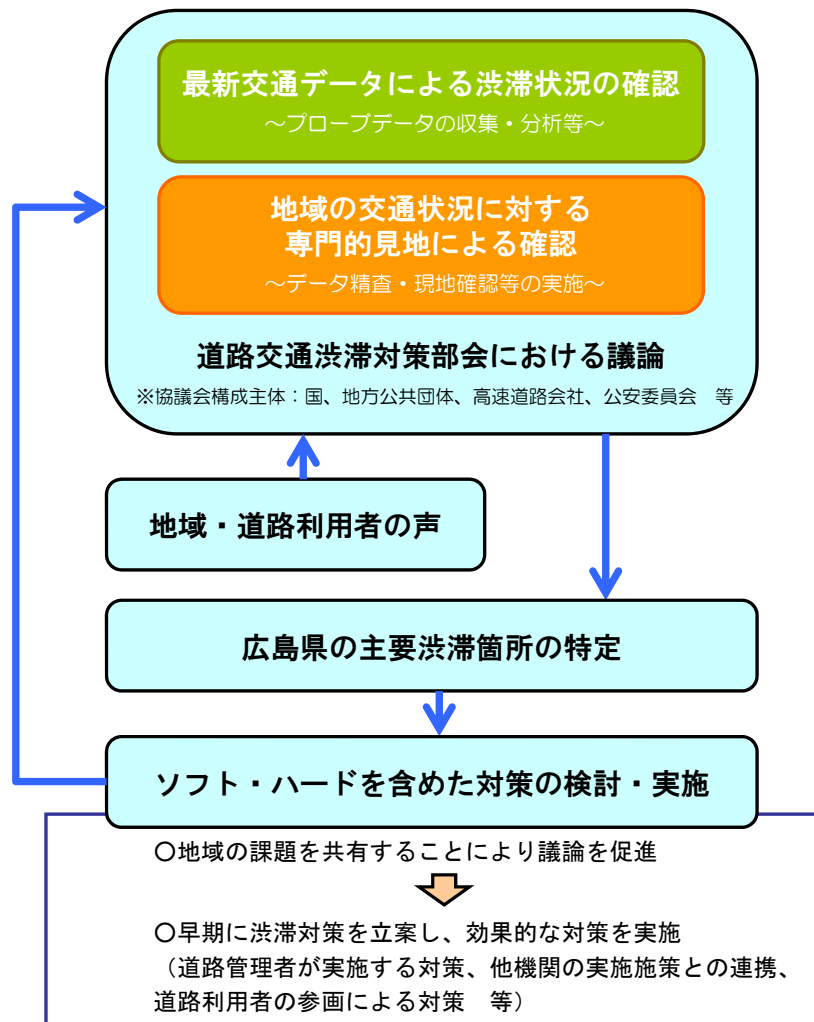 最新交通データによる渋滞状況の確認
～プローブデータの収集・分析等～
地域の交通状況に対する
専門的見地による確認
～データ精査・現地確認等の実施～
道路交通渋滞対策部会における議論
※協議会構成主体：国、地方公共団体、高速道路会社、公安委員会　等
地域・道路利用者の声
広島県の主要渋滞箇所の特定
ソフト・ハードを含めた対策の検討・実施
〇地域の課題を共有することにより議論を促進
〇早期に渋滞対策を立案し、効果的な対策を実施
（道路管理者が実施する対策、他機関の実施施策との連携、
道路利用者の参画による対策　等）